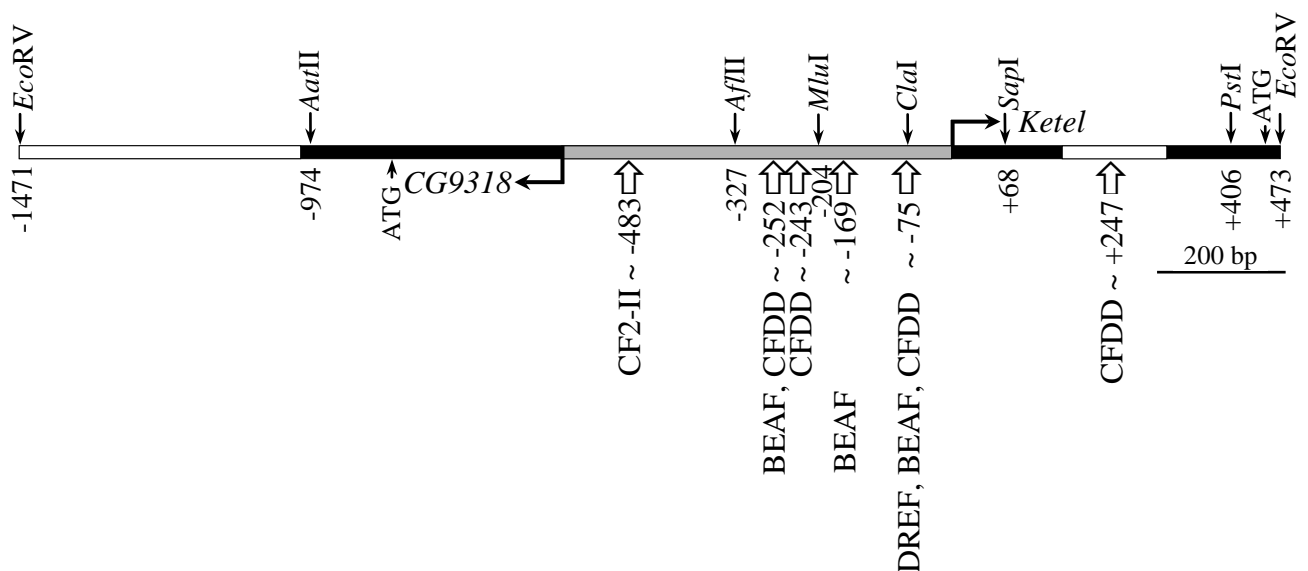 EcoRV
AatII
AflII
MluI
ClaI
SapI
PstI
ATG
EcoRV
Ketel
CG9318
ATG
-1471
-974
-327
-204
+68
+406
+473
CF2-II ~ -483
BEAF, CFDD ~ -252
CFDD ~ -243
BEAF ~ -169
DREF, BEAF, CFDD ~ -75
CFDD ~ +247
200 bp